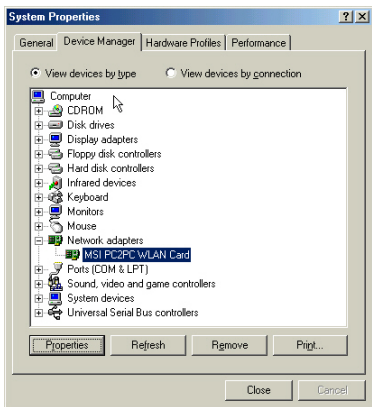 System Properties
General Device Manager Hardware Profiles Performance
View devices by type View devices by connection
Computer
CDROM
Disk drives
Display adapters
Floppy disk controllers
Hard disk controllers
Infrared devices
Keyboard
Monitors
Mouse
Network adapters
MSI PC2PC WLAN Card
Ports (COM & LPT)
Sound, video and game controllers
System devices
Universal Serial Bus controllers
Properties Refresh Remove Print...
Close Cancel